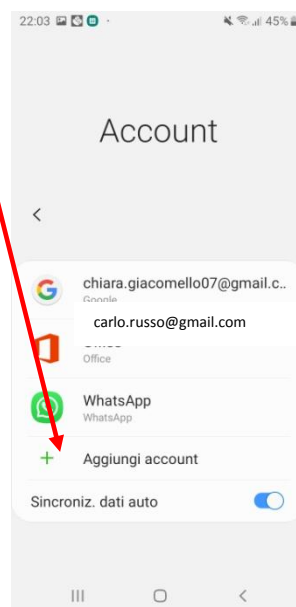 22:03
45%
Account
chiara.giacomello07@gmail.c..
Google
carlo.russo@gmail.com
Office
WhatsApp
WhatsApp
Aggiungi account
Sincroniz. dati auto